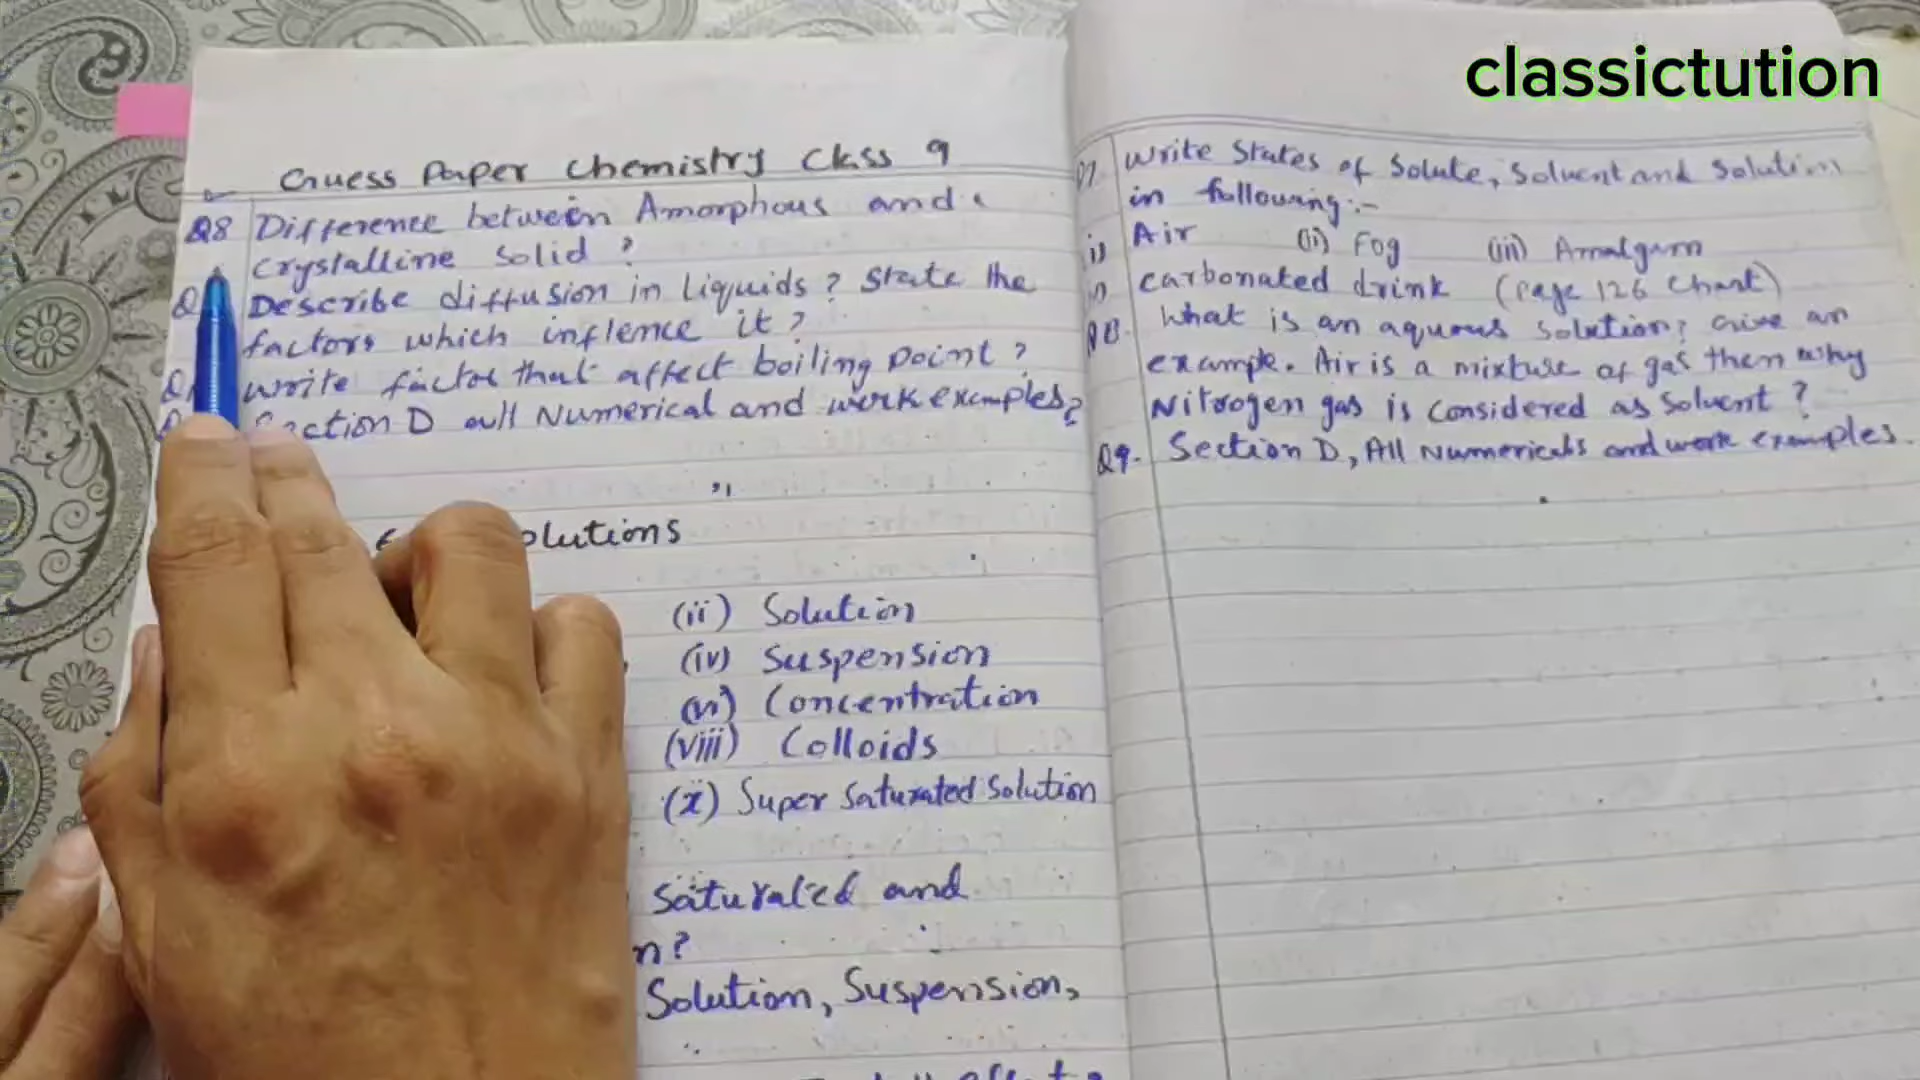 classictution
Guess Paper Chemistry Class 9
Q8 Difference between Amorphous and
Crystalline Solid ?
Describe diffusion in liquids? State the
factors which inflence it ?
write factor that affect boiling point ?
Section D all Numerical and work examples?
olutions
(ii) Solution
(iv) Suspension
(vi) Concentration
(viii) Colloids
(x) Super Saturated Solution
saturated and
n?
Solution, Suspension,
Q7. Write States of Solute, Solvent and Solution
in following:-
i) Air (ii) Fog (iii) Amalgum
carbonated drink (page 126 chart)
Q8. What is an aquous solution? Give an
example. Air is a mixture of gas then why
Nitrogen gas is considered as Solvent ?
Q9. Section D, All Numericals and work examples.